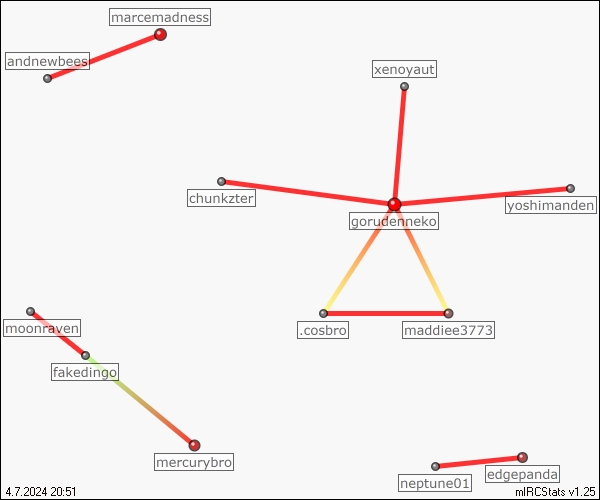 marcemadness
andnewbees
xenoyaut
chunkzter
yoshimanden
gorudenneko
moonraven
.cosbro
maddiee3773
fakedingo
mercurybro
edgepanda
neptune01
4.7.2024 20:51
mIRCStats v1.25